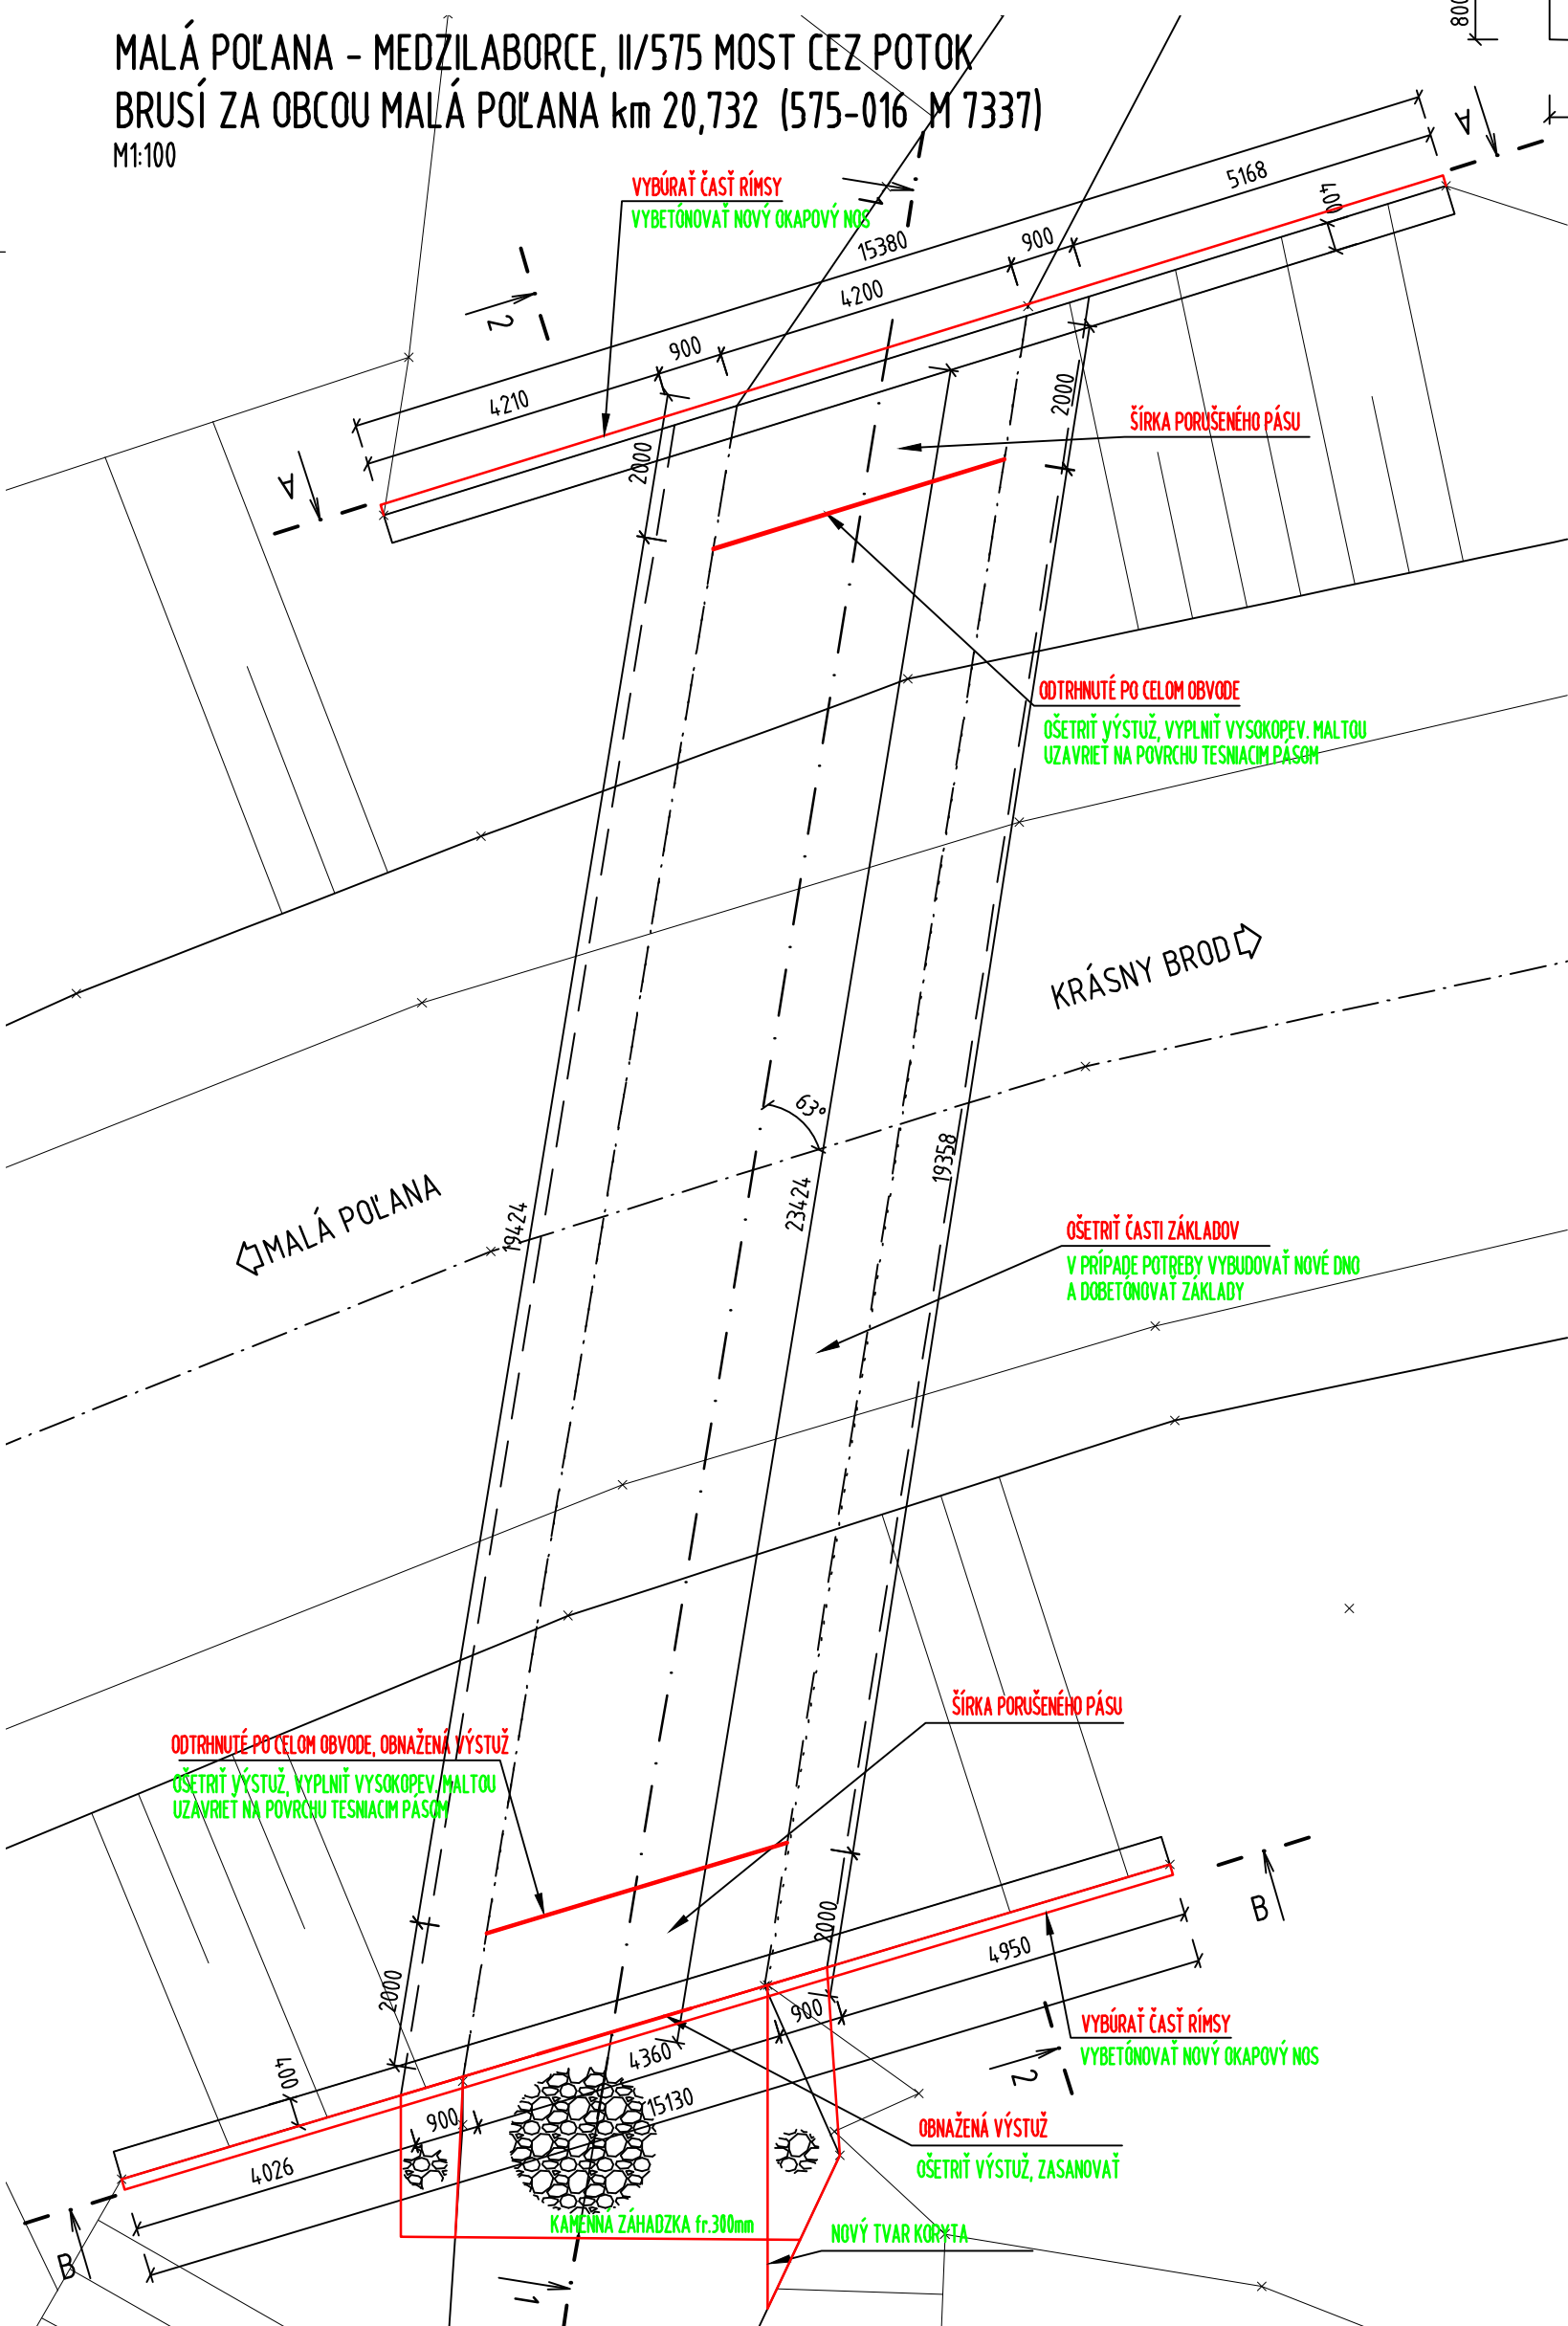 MALÁ POĽANA - MEDZILABORCE, II/575 MOST CEZ POTOK
BRUSÍ ZA OBCOU MALÁ POĽANA km 20,732 (575-016 M 7337)
M1:100
800
A
VYBÚRAŤ ČASŤ RÍMSY
VYBETÓNOVAŤ NOVÝ OKAPOVÝ NOS
1
5168
400
15380
900
4200
2
900
4210
2000
2000
A
ŠÍRKA PORUŠENÉHO PÁSU
ODTRHNUTÉ PO CELOM OBVODE
OŠETRIŤ VÝSTUŽ, VYPLNIŤ VYSOKOPEV. MALTOU
UZAVRIEŤ NA POVRCHU TESNIACIM PÁSOM
KRÁSNY BROD
63°
19358
MALÁ POĽANA
19424
23424
OŠETRIŤ ČASTI ZÁKLADOV
V PRÍPADE POTREBY VYBUDOVAŤ NOVÉ DNO
A DOBETÓNOVAŤ ZÁKLADY
ŠÍRKA PORUŠENÉHO PÁSU
ODTRHNUTÉ PO CELOM OBVODE, OBNAŽENÁ VÝSTUŽ
OŠETRIŤ VÝSTUŽ, VYPLNIŤ VYSOKOPEV. MALTOU
UZAVRIEŤ NA POVRCHU TESNIACIM PÁSOM
B
2000
4950
2000
900
VYBÚRAŤ ČASŤ RÍMSY
VYBETÓNOVAŤ NOVÝ OKAPOVÝ NOS
4360
400
2
15130
900
OBNAŽENÁ VÝSTUŽ
OŠETRIŤ VÝSTUŽ, ZASANOVAŤ
4026
KAMENNÁ ZÁHADZKA fr.300mm
NOVÝ TVAR KORYTA
B
1